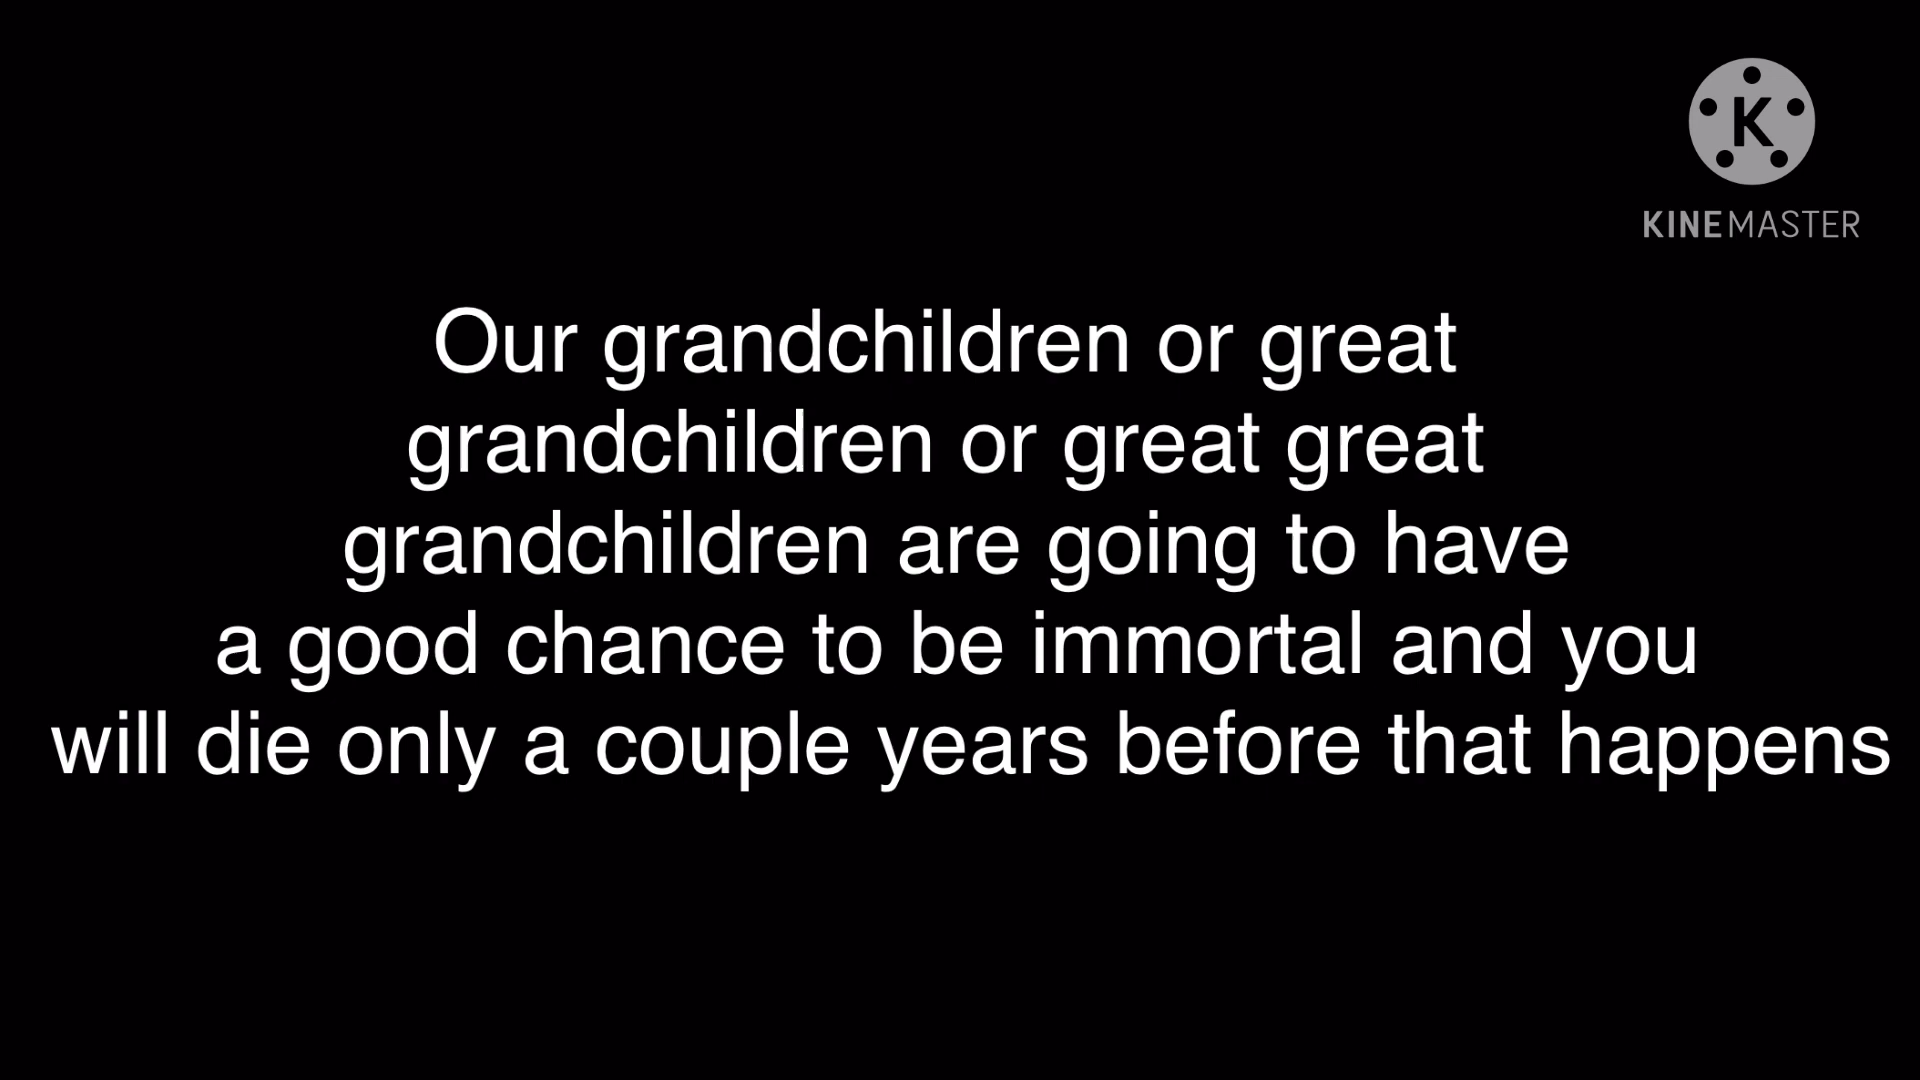 K
KINEMASTER
Our grandchildren or great
grandchildren or great great
grandchildren are going to have
a good chance to be immortal and you
will die only a couple years before that happens